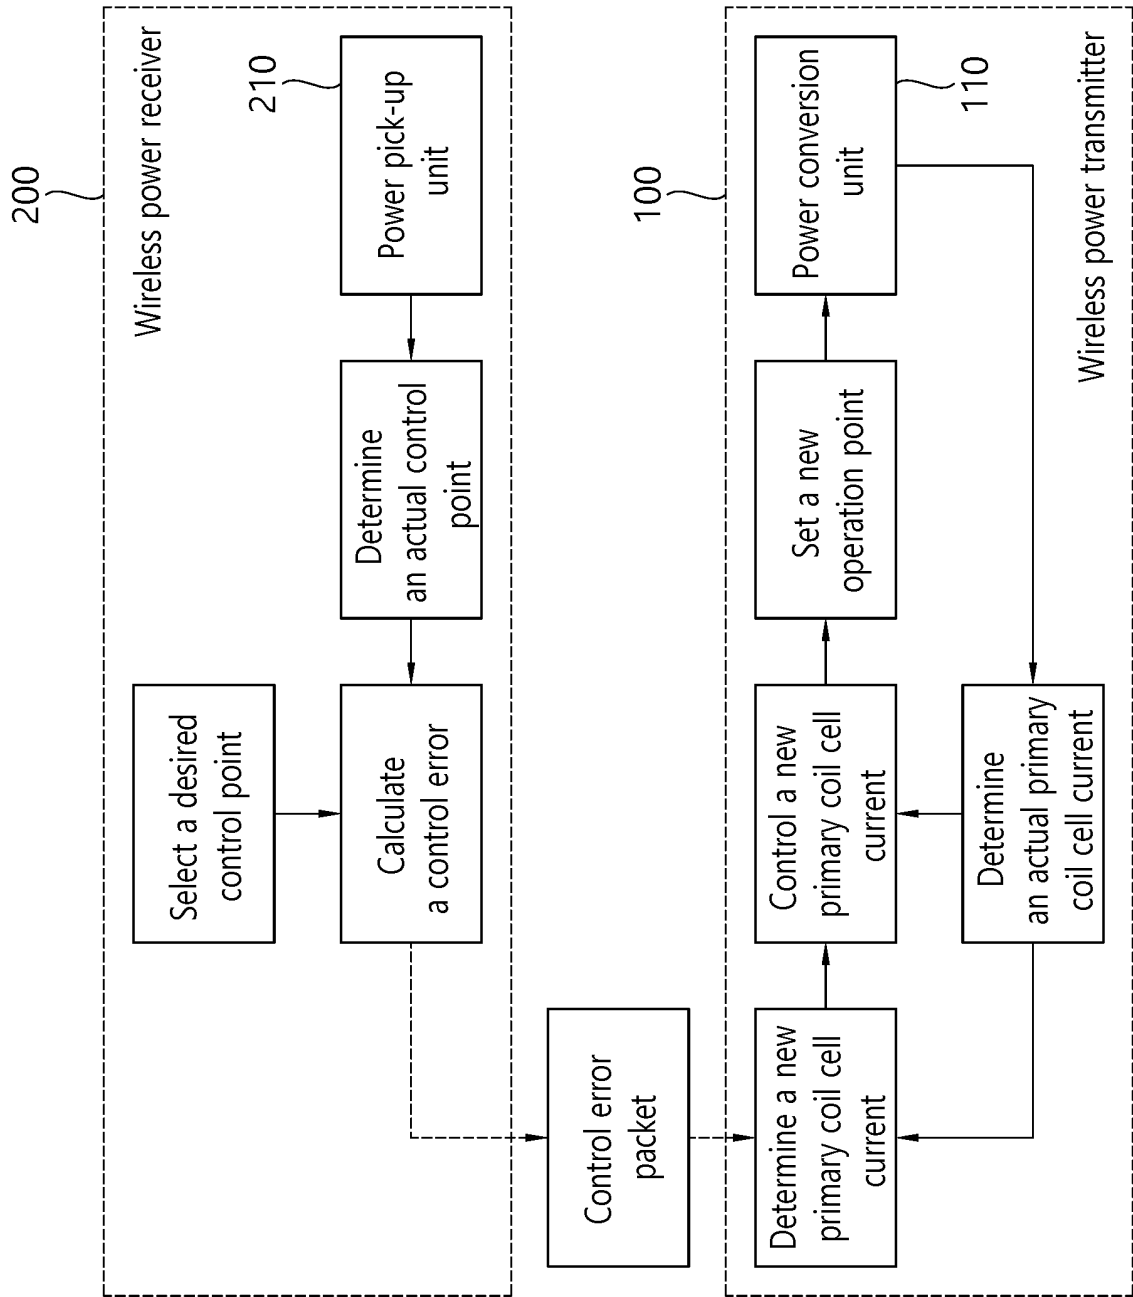 200
Wireless power receiver
Select a desired
control point
210
Power pick-up
unit
Determine
an actual control
point
Calculate
a control error
Control error
packet
100
Determine a new
primary coil cell
current
Control a new
primary coil cell
current
Set a new
operation point
Power conversion
unit
110
Determine
an actual primary
coil cell current
Wireless power transmitter